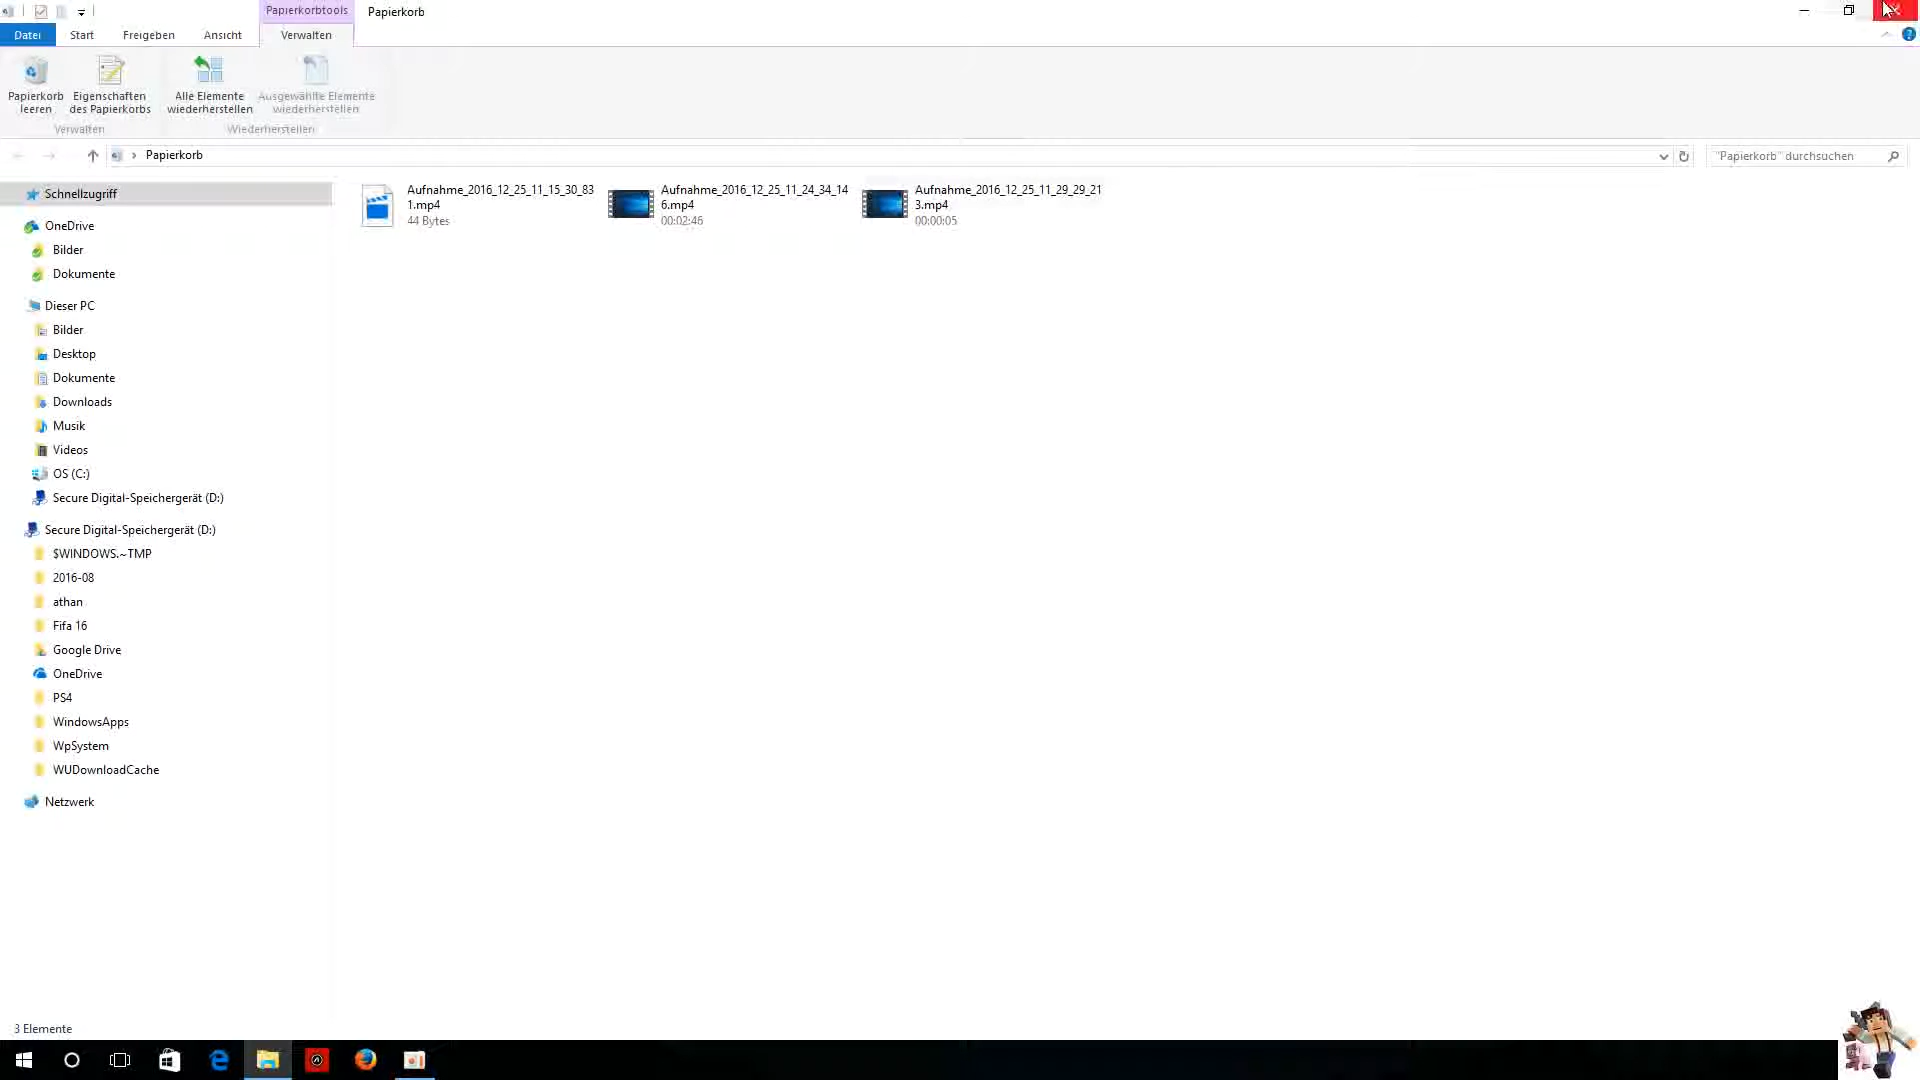 Papierkorbtools
Papierkorb
Datei
Start
Freigeben
Ansicht
Verwalten
Papierkorb
leeren
Eigenschaften
des Papierkorbs
Alle Elemente
wiederherstellen
Ausgewählte Elemente
wiederherstellen
Verwalten
Wiederherstellen
Papierkorb
"Papierkorb" durchsuchen
Schnellzugriff
OneDrive
Bilder
Dokumente
Dieser PC
Bilder
Desktop
Dokumente
Downloads
Musik
Videos
OS (C:)
Secure Digital-Speichergerät (D:)
Secure Digital-Speichergerät (D:)
$WINDOWS.~TMP
2016-08
athan
Fifa 16
Google Drive
OneDrive
PS4
WindowsApps
WpSystem
WUDownloadCache
Netzwerk
Aufnahme_2016_12_25_11_15_30_83
1.mp4
44 Bytes
Aufnahme_2016_12_25_11_24_34_14
6.mp4
00:02:46
Aufnahme_2016_12_25_11_29_29_21
3.mp4
00:00:05
3 Elemente